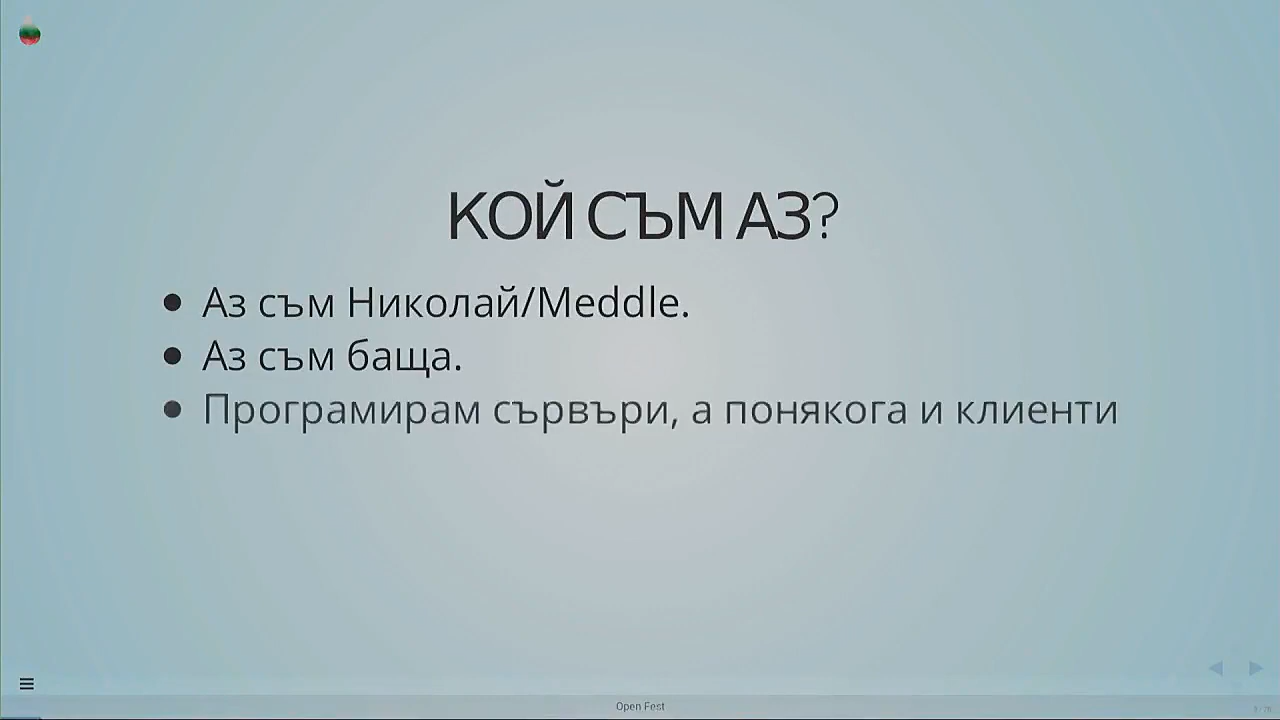 КОЙ СЪМ АЗ?
Аз съм Николай/Meddle.
Аз съм баща.
Програмирам сървъри, а понякога и клиенти
Open Fest